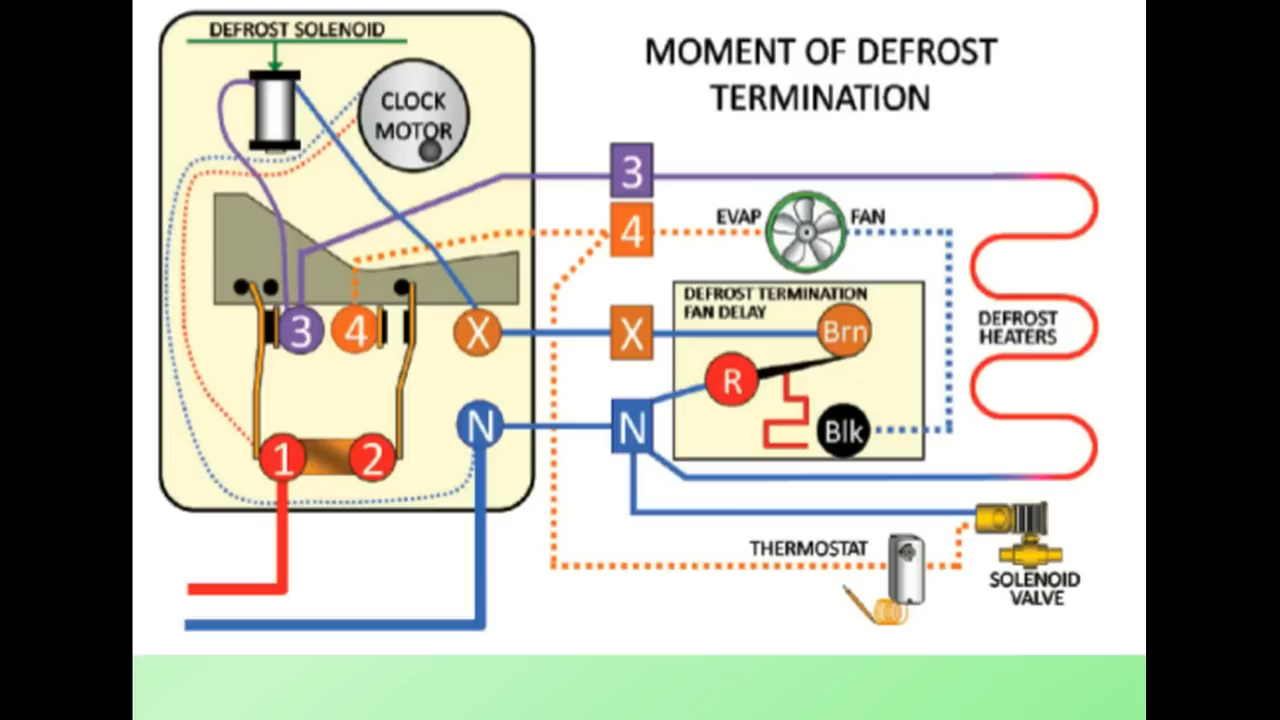 DEFROST SOLENOID
CLOCK
MOTOR
MOMENT OF DEFROST
TERMINATION
3
4
EVAP
FAN
DEFROST TERMINATION
FAN DELAY
3
4
X
X
Brn
DEFROST
HEATERS
R
N
N
Blk
1
2
THERMOSTAT
SOLENOID
VALVE